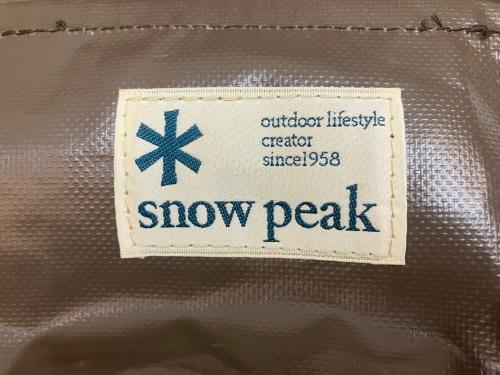 outdoor lifestyle
creator
since1958
snow peak